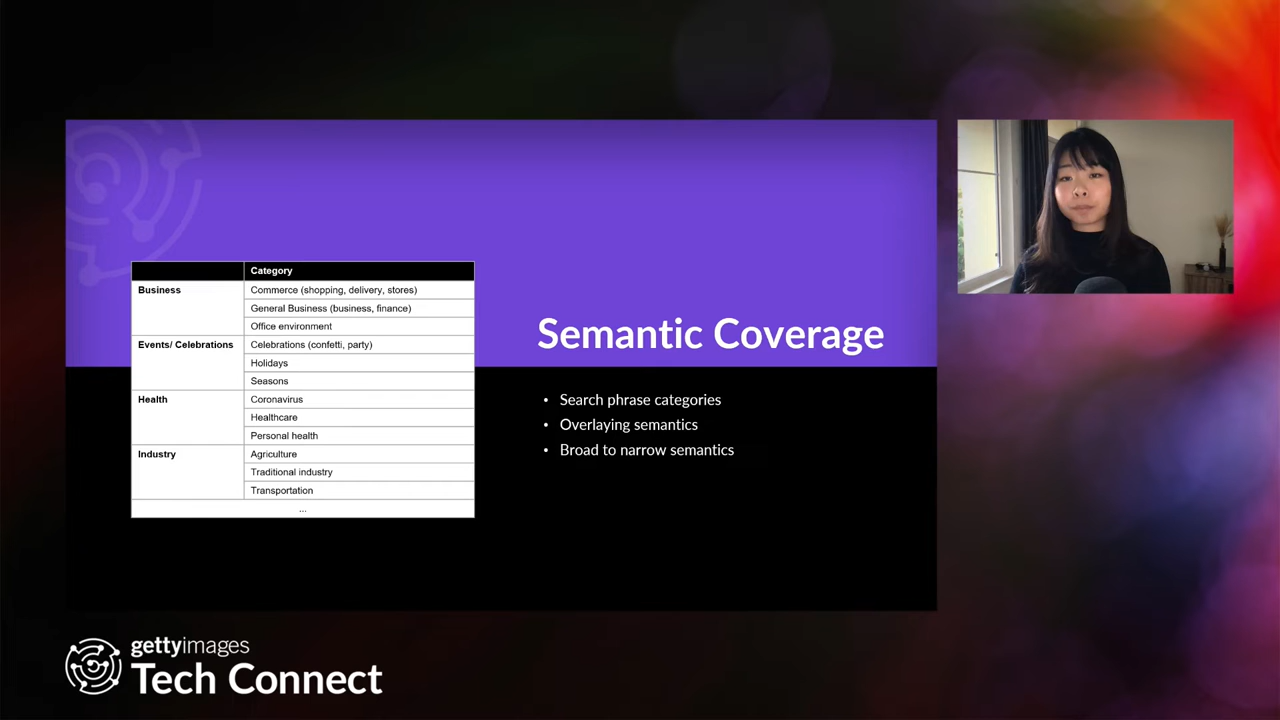 Category
Business
Commerce (shopping, delivery, stores)
General Business (business, finance)
Office environment
Events/ Celebrations
Celebrations (confetti, party)
Holidays
Seasons
Health
Coronavirus
Healthcare
Personal health
Industry
Agriculture
Traditional industry
Transportation
...
Semantic Coverage
• Search phrase categories
• Overlaying semantics
• Broad to narrow semantics
gettyimages
Tech Connect